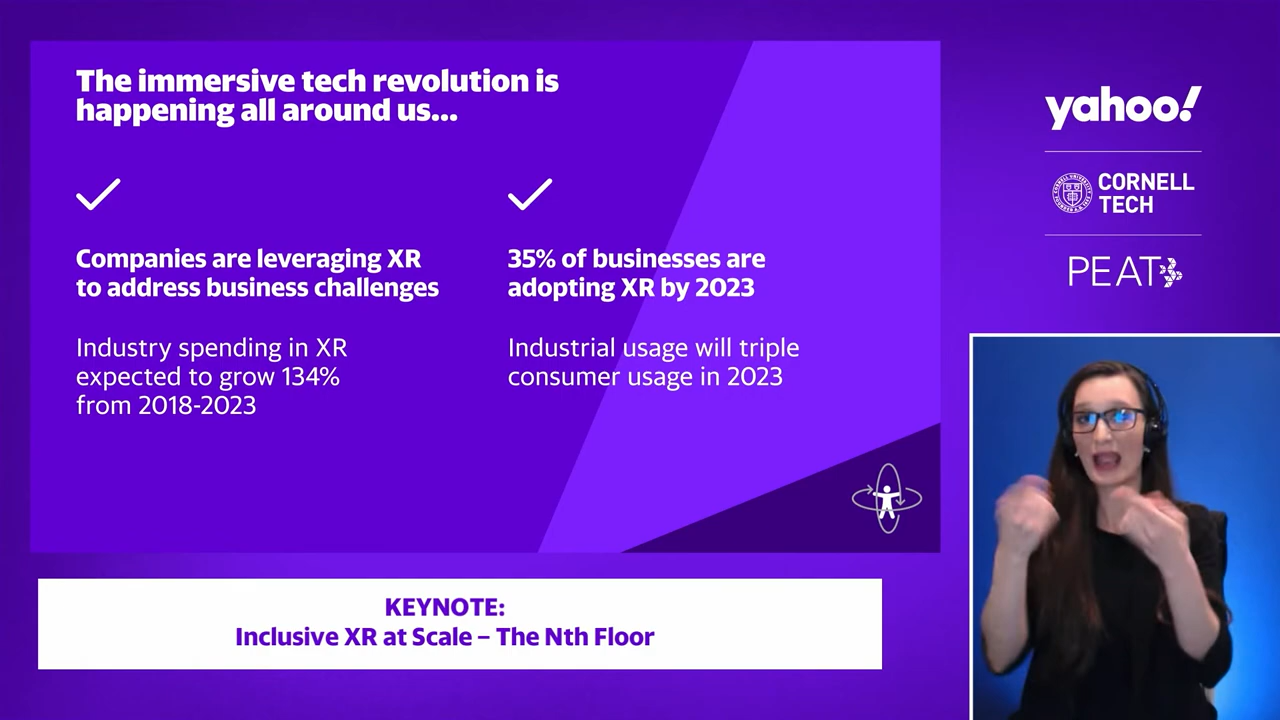 The immersive tech revolution is
happening all around us...
Companies are leveraging XR
to address business challenges
Industry spending in XR
expected to grow 134%
from 2018-2023
35% of businesses are
adopting XR by 2023
Industrial usage will triple
consumer usage in 2023
yahoo!
CORNELL
TECH
PEAT
KEYNOTE:
Inclusive XR at Scale – The Nth Floor